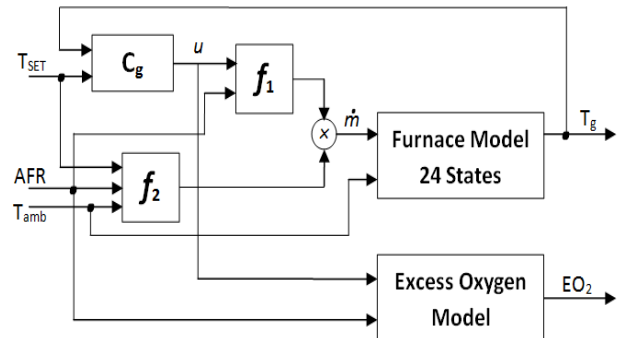 T_SET
C_g
u
f_1
×
ṁ
Furnace Model
24 States
T_g
AFR
T_amb
f_2
Excess Oxygen
Model
EO_2